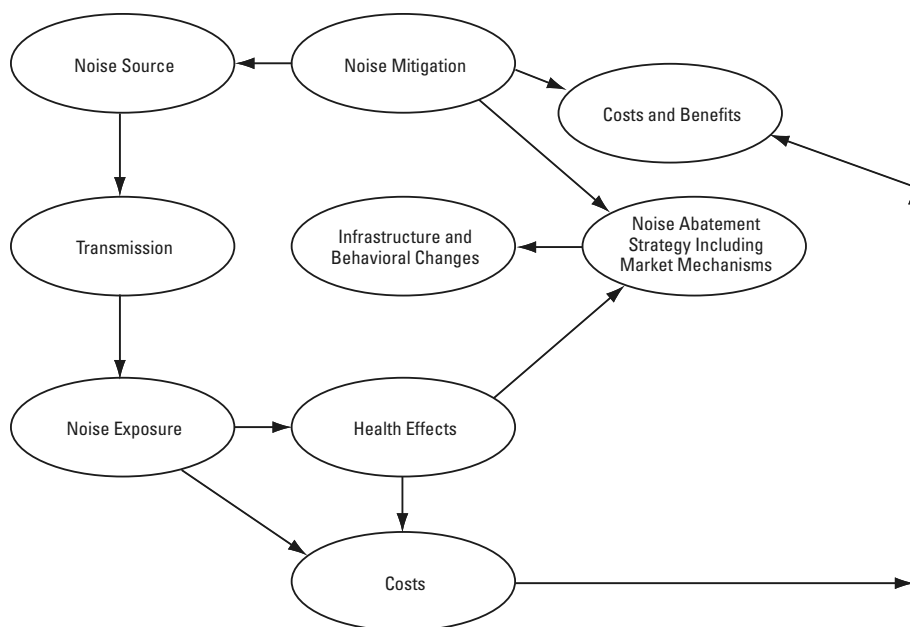 Noise Source
Noise Mitigation
Costs and Benefits
Transmission
Infrastructure and
Behavioral Changes
Noise Abatement
Strategy Including
Market Mechanisms
Noise Exposure
Health Effects
Costs